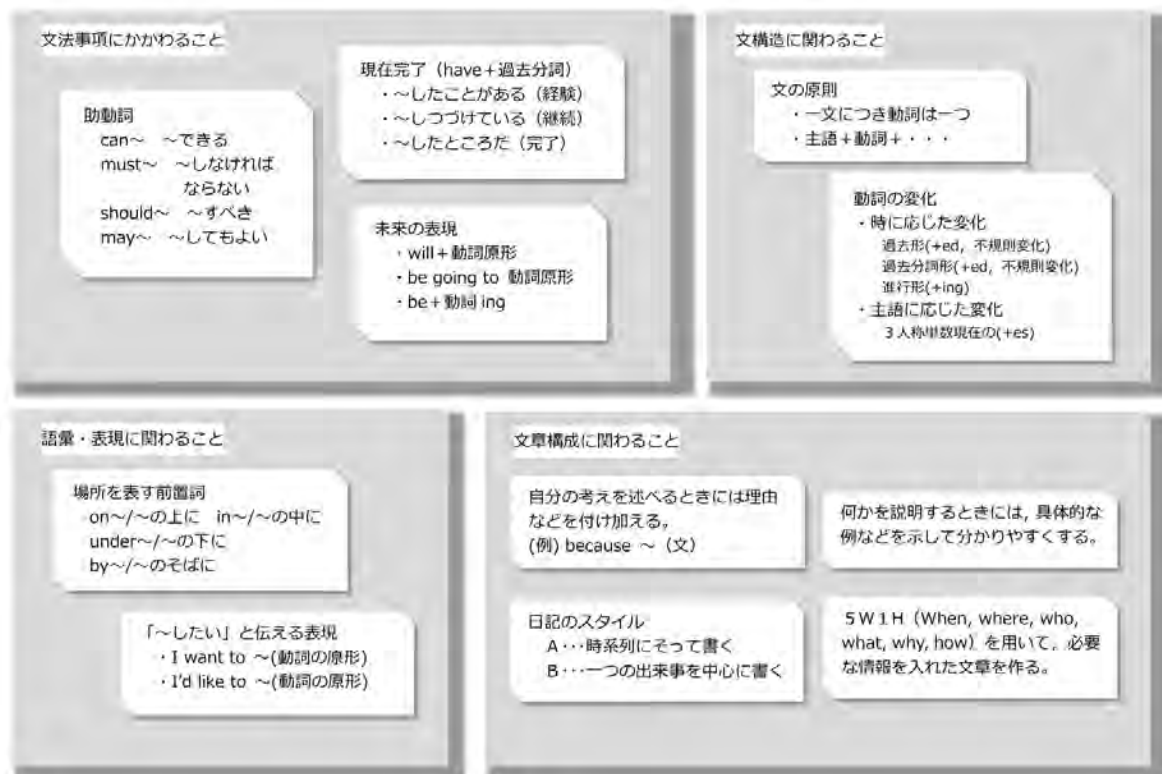 文法事項にかかわること
助動詞
can～　～できる
must～　～しなければ
ならない
should～　～すべき
may～　～してもよい
現在完了（have＋過去分詞）
・～したことがある（経験）
・～しつづけている（継続）
・～したところだ（完了）
未来の表現
・will＋動詞原形
・be going to 動詞原形
・be＋動詞 ing
文構造に関わること
文の原則
・一文につき動詞は一つ
・主語＋動詞＋・・・
動詞の変化
・時に応じた変化
過去形(+ed, 不規則変化)
過去分詞形(+ed, 不規則変化)
進行形(+ing)
・主語に応じた変化
３人称単数現在の(+es)
語彙・表現に関わること
場所を表す前置詞
on～/～の上に　in～/～の中に
under～/～の下に
by～/～のそばに
「～したい」と伝える表現
・I want to ～(動詞の原形)
・I'd like to ～(動詞の原形)
文章構成に関わること
自分の考えを述べるときには理由
などを付け加える。
(例) because ～（文）
何かを説明するときには, 具体的な
例などを示して分かりやすくする。
日記のスタイル
A・・・時系列にそって書く
B・・・一つの出来事を中心に書く
５W１H（When, where, who,
what, why, how）を用いて，必要
な情報を入れた文章を作る。